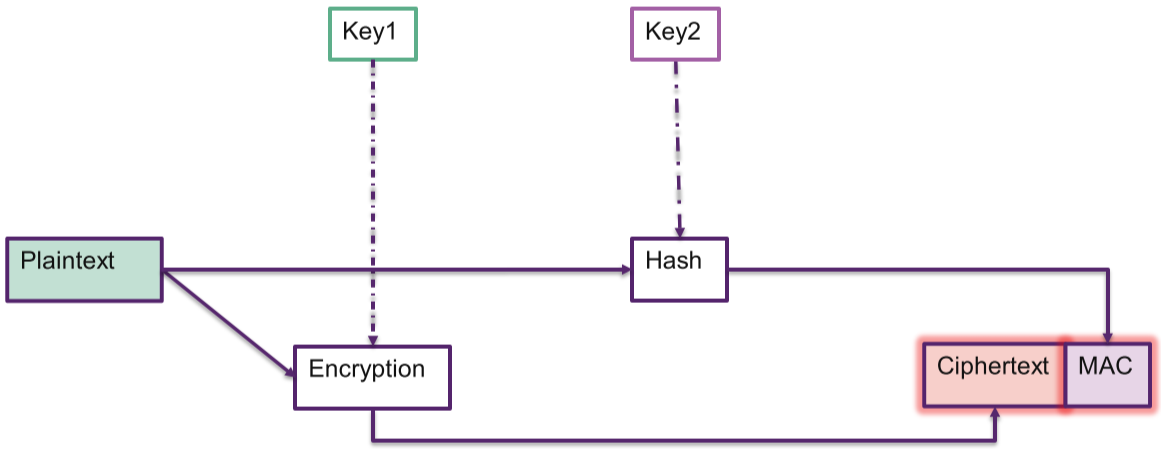 Key1
Key2
Plaintext
Hash
Encryption
Ciphertext
MAC